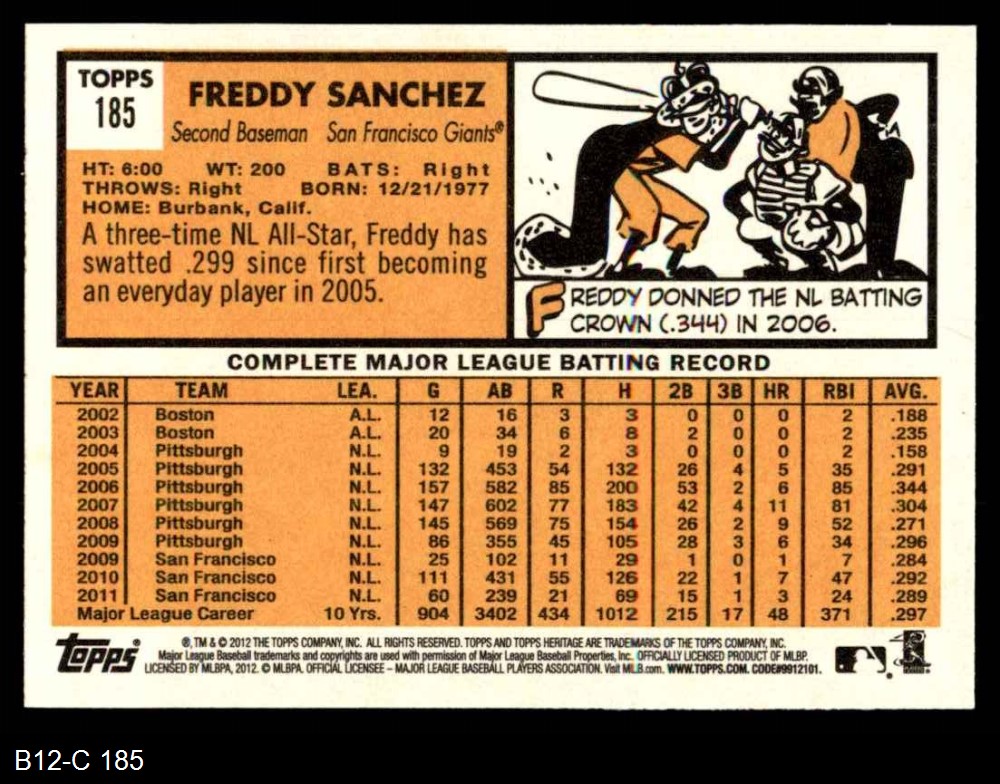 TOPPS
185
FREDDY SANCHEZ
Second Baseman San Francisco Giants®
HT: 6:00 WT: 200 BATS: Right
THROWS: Right BORN: 12/21/1977
HOME: Burbank, Calif.
A three-time NL All-Star, Freddy has
swatted .299 since first becoming
an everyday player in 2005.
FREDDY DONNED THE NL BATTING
CROWN (.344) IN 2006.
COMPLETE MAJOR LEAGUE BATTING RECORD
YEAR TEAM LEA. G AB R H 2B 3B HR RBI AVG.
2002 Boston A.L. 12 16 3 3 0 0 0 2 .188
2003 Boston A.L. 20 34 6 8 2 0 0 2 .235
2004 Pittsburgh N.L. 9 19 2 3 0 0 0 2 .158
2005 Pittsburgh N.L. 132 453 54 132 26 4 5 35 .291
2006 Pittsburgh N.L. 157 582 85 200 53 2 6 85 .344
2007 Pittsburgh N.L. 147 602 77 183 42 4 11 81 .304
2008 Pittsburgh N.L. 145 569 75 154 26 2 9 52 .271
2009 Pittsburgh N.L. 86 355 45 105 28 3 6 34 .296
2009 San Francisco N.L. 25 102 11 29 1 0 1 7 .284
2010 San Francisco N.L. 111 431 55 126 22 1 7 47 .292
2011 San Francisco N.L. 60 239 21 69 15 1 3 24 .289
Major League Career 10 Yrs. 904 3402 434 1012 215 17 48 371 .297
Topps®
®, TM & © 2012 THE TOPPS COMPANY, INC. ALL RIGHTS RESERVED. TOPPS AND TOPPS HERITAGE ARE TRADEMARKS OF THE TOPPS COMPANY, INC.
Major League Baseball trademarks and copyrights are used with permission of Major League Baseball Properties, Inc. OFFICIALLY LICENSED PRODUCT OF MLBP.
LICENSED BY MLBPA, 2012. © MLBPA. OFFICIAL LICENSEE – MAJOR LEAGUE BASEBALL PLAYERS ASSOCIATION. Visit MLB.com. WWW.TOPPS.COM. CODE#9912101.
B12-C 185